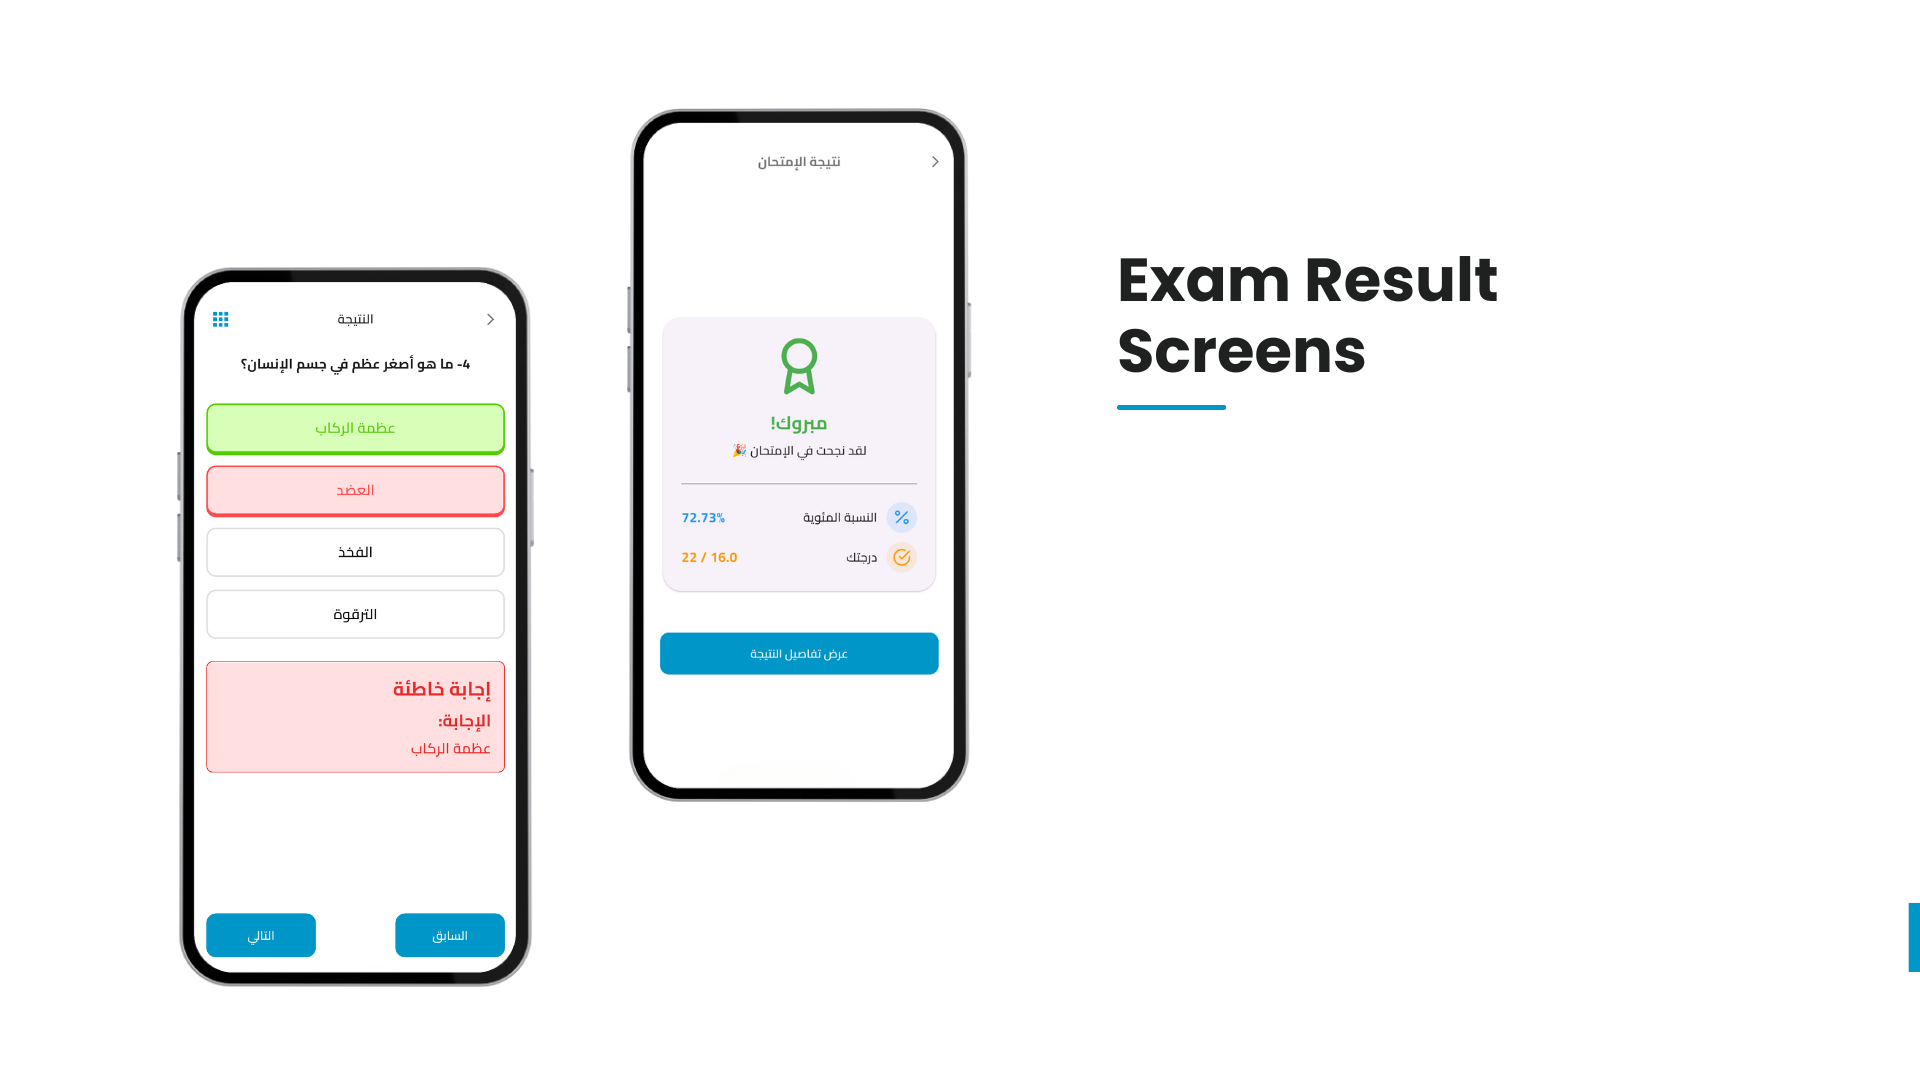 Exam Result
Screens
نتيجة الإمتحان
مبروك!
لقد نجحت في الإمتحان 🎉
النسبة المئوية 72.73%
درجتك 22 / 16.0
عرض تفاصيل النتيجة
النتيجة
4- ما هو أصغر عظم في جسم الإنسان؟
عظمة الركاب
العضد
الفخذ
الترقوة
إجابة خاطئة
الإجابة:
عظمة الركاب
السابق
التالي